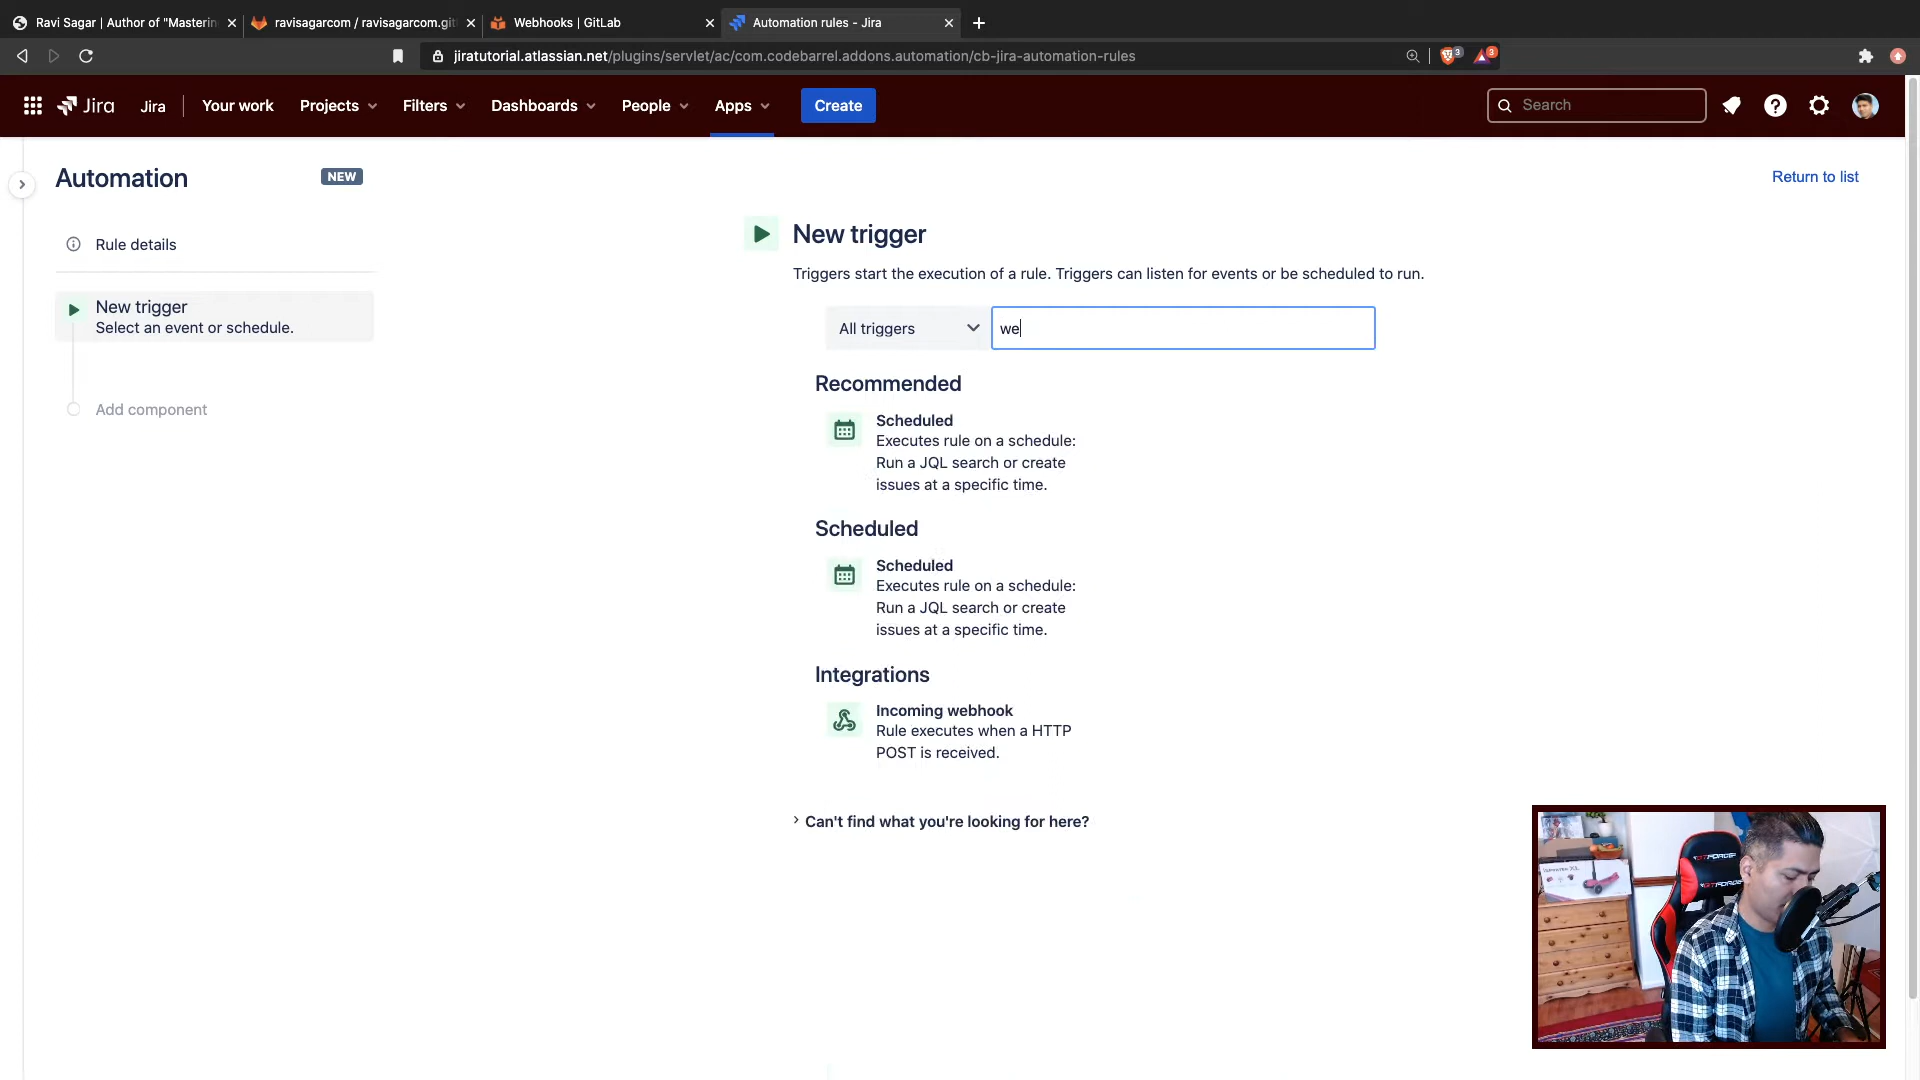 Ravi Sagar | Author of "Masterin
ravisagarcom / ravisagarcom.git
Webhooks | GitLab
Automation rules - Jira
jiratutorial.atlassian.net/plugins/servlet/ac/com.codebarrel.addons.automation/cb-jira-automation-rules
3
3
Jira
Jira
Your work
Projects
Filters
Dashboards
People
Apps
Create
Search
Automation
NEW
Return to list
Rule details
New trigger
Select an event or schedule.
Add component
New trigger
Triggers start the execution of a rule. Triggers can listen for events or be scheduled to run.
All triggers
we
Recommended
Scheduled
Executes rule on a schedule:
Run a JQL search or create
issues at a specific time.
Scheduled
Scheduled
Executes rule on a schedule:
Run a JQL search or create
issues at a specific time.
Integrations
Incoming webhook
Rule executes when a HTTP
POST is received.
Can't find what you're looking for here?
GTFORCE